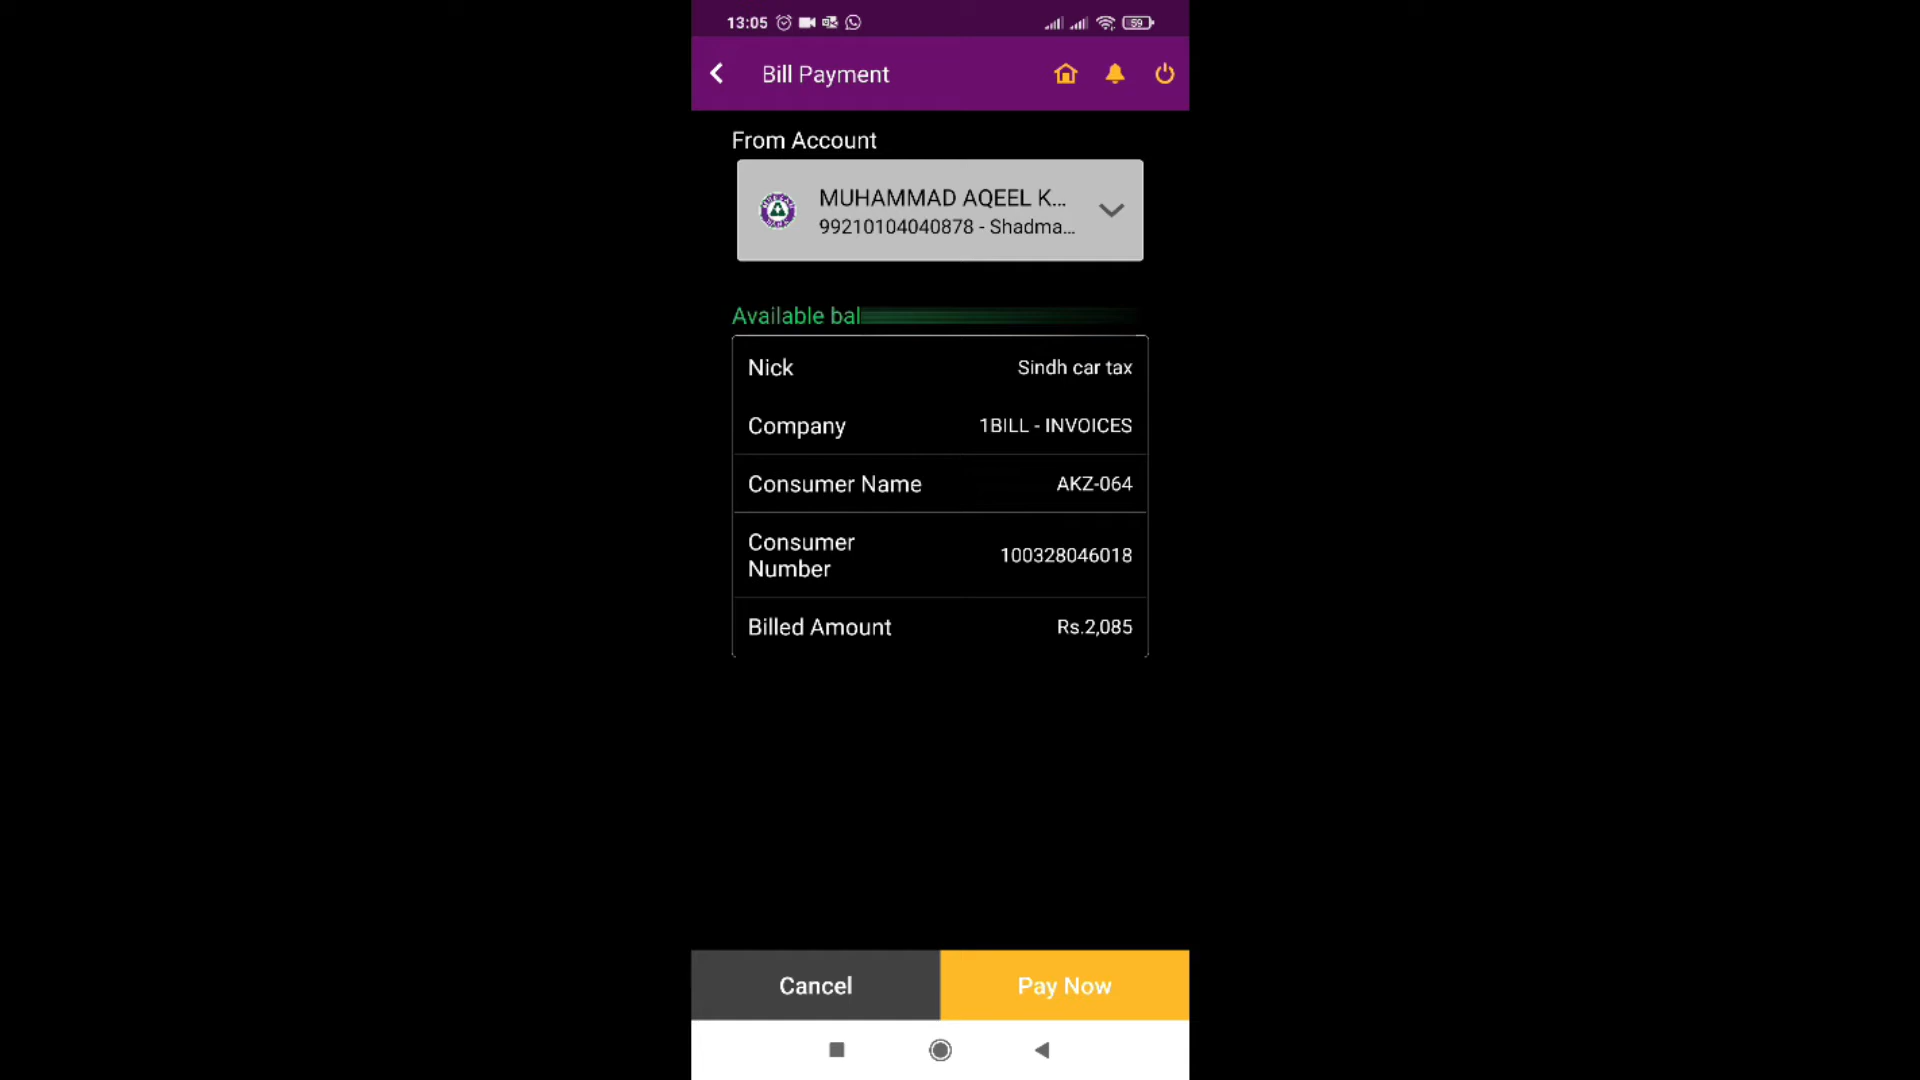 13:05
59
Bill Payment
From Account
MUHAMMAD AQEEL K...
99210104040878 - Shadma...
Available bal
Nick Sindh car tax
Company 1BILL - INVOICES
Consumer Name AKZ-064
Consumer
Number 100328046018
Billed Amount Rs.2,085
Cancel Pay Now